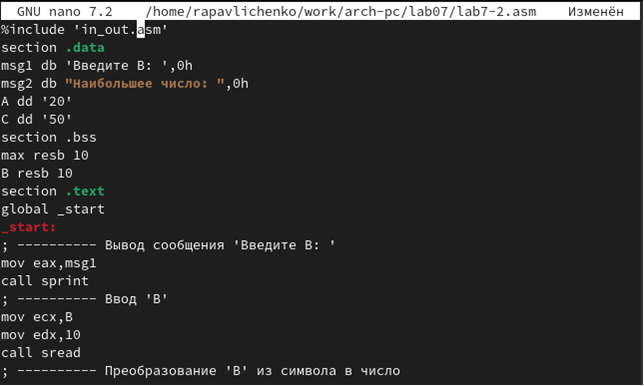 GNU nano 7.2 /home/rapavlichenko/work/arch-pc/lab07/lab7-2.asm Изменён
%include 'in_out.asm'
section .data
msg1 db 'Введите B: ',0h
msg2 db "Наибольшее число: ",0h
A dd '20'
C dd '50'
section .bss
max resb 10
B resb 10
section .text
global _start
_start:
; ---------- Вывод сообщения 'Введите B: '
mov eax,msg1
call sprint
; ---------- Ввод 'B'
mov ecx,B
mov edx,10
call sread
; ---------- Преобразование 'B' из символа в число